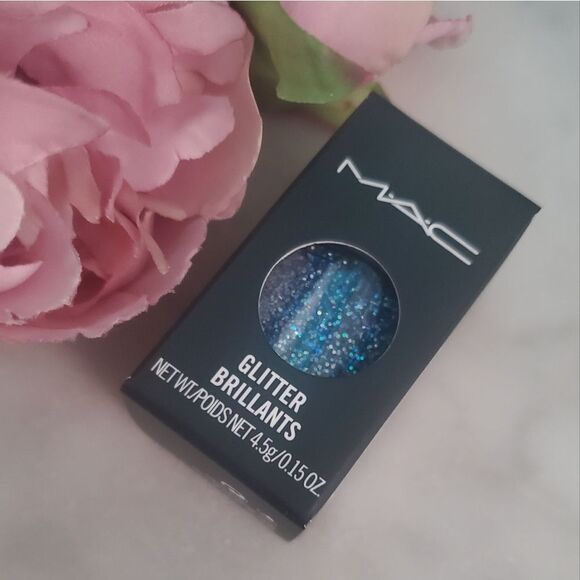 M·A·C
GLITTER
BRILLANTS
NET WT./POIDS NET 4.5g/0.15 OZ.